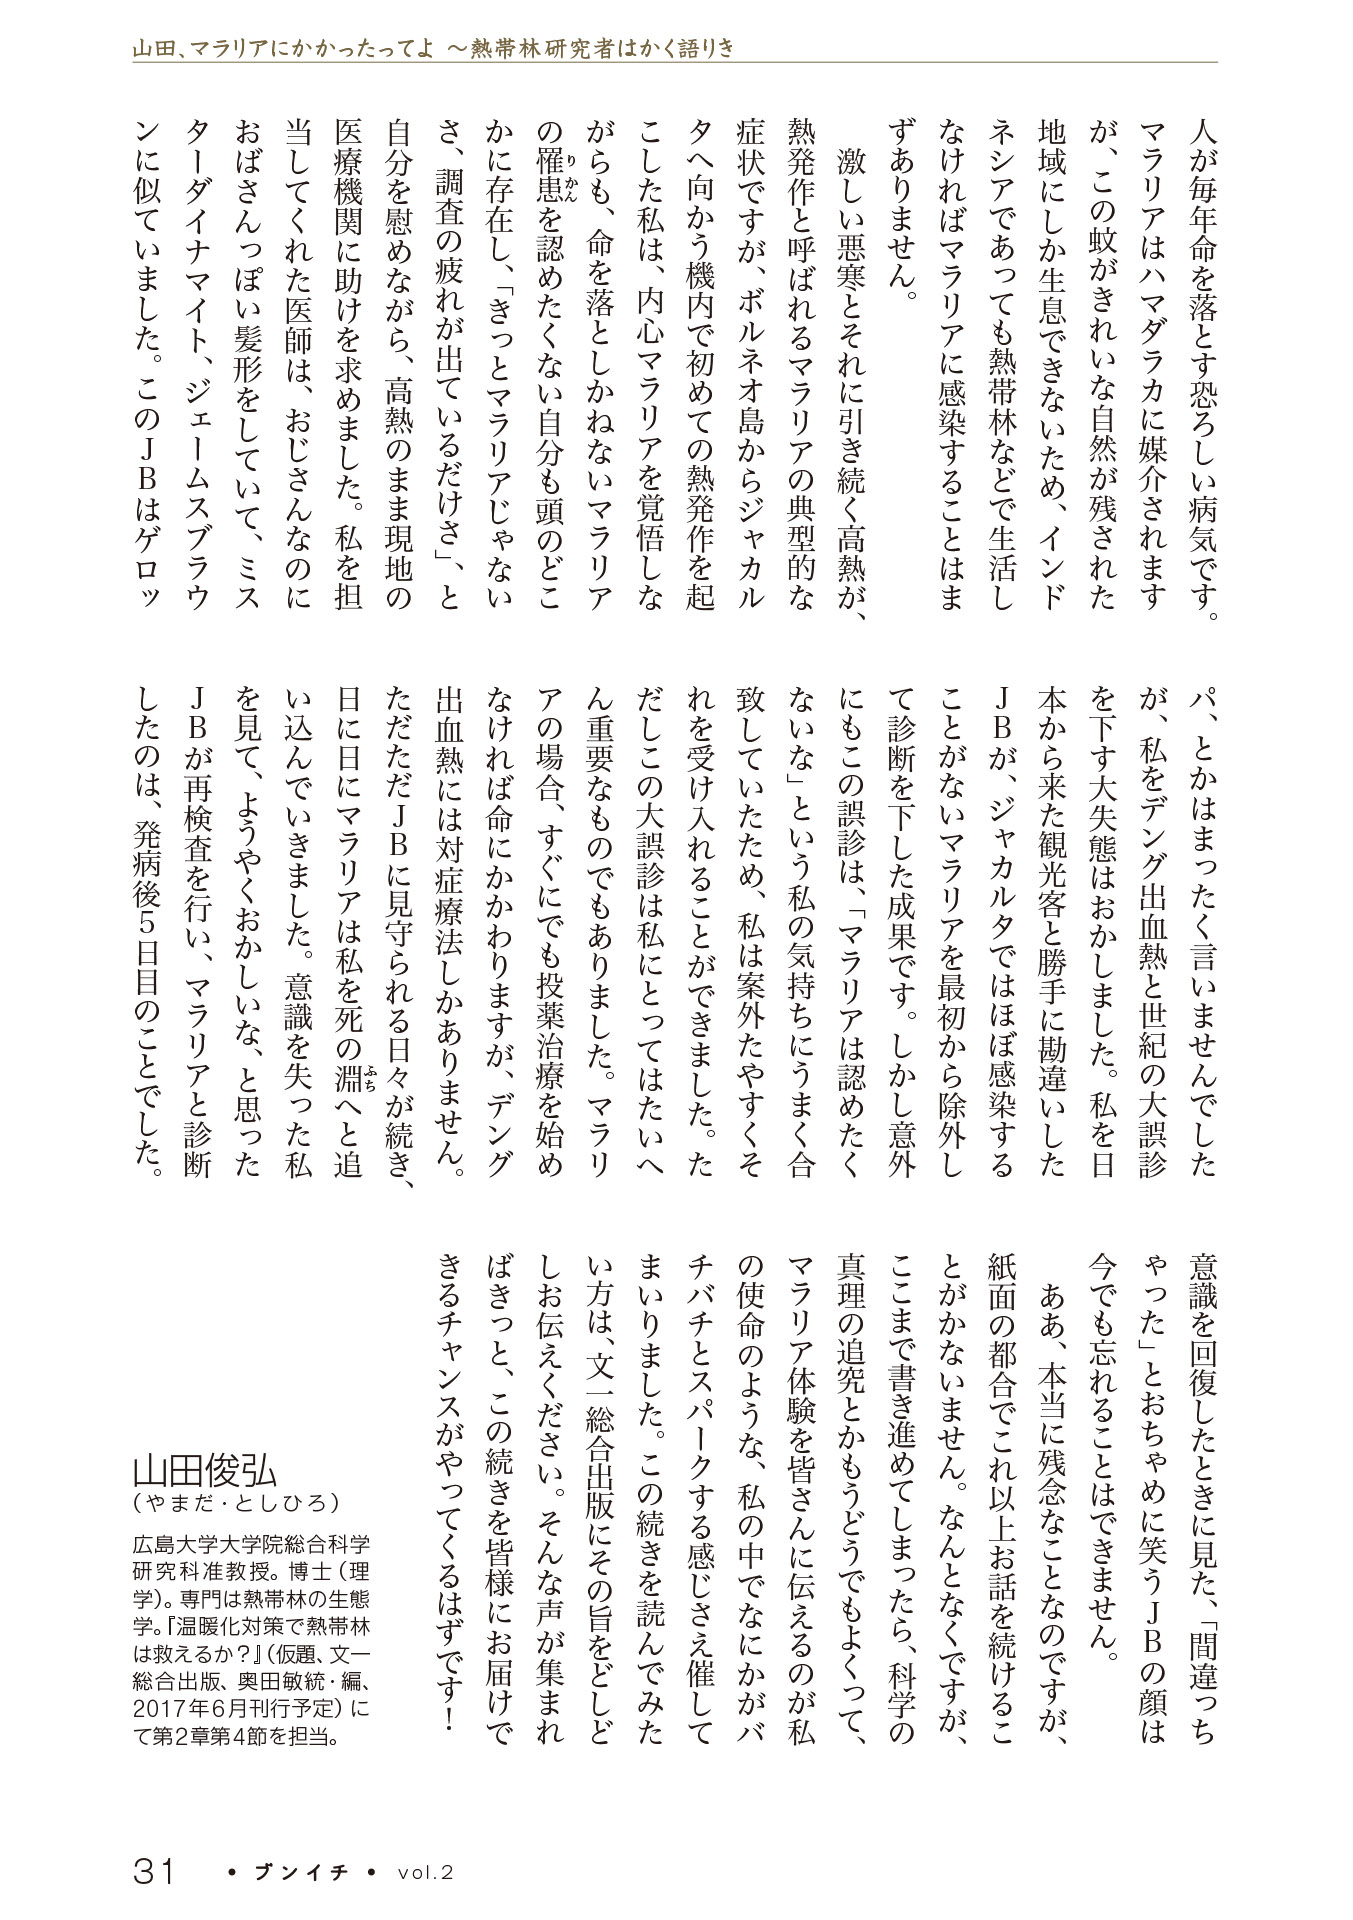 山田、マラリアにかかったってよ ～熱帯林研究者はかく語りき
人が毎年命を落とす恐ろしい病気です。
マラリアはハマダラカに媒介されます
が、この蚊がきれいな自然が残された
地域にしか生息できないため、インド
ネシアであっても熱帯林などで生活し
なければマラリアに感染することはま
ずありません。
　激しい悪寒とそれに引き続く高熱が、
熱発作と呼ばれるマラリアの典型的な
症状ですが、ボルネオ島からジャカル
タへ向かう機内で初めての熱発作を起
こした私は、内心マラリアを覚悟しな
がらも、命を落としかねないマラリア
の罹患りかんを認めたくない自分も頭のどこ
かに存在し、「きっとマラリアじゃない
さ、調査の疲れが出ているだけさ」、と
自分を慰めながら、高熱のまま現地の
医療機関に助けを求めました。私を担
当してくれた医師は、おじさんなのに
おばさんっぽい髪形をしていて、ミス
ターダイナマイト、ジェームスブラウ
ンに似ていました。このＪＢはゲロッ
パ、とかはまったく言いませんでした
が、私をデング出血熱と世紀の大誤診
を下す大失態はおかしました。私を日
本から来た観光客と勝手に勘違いした
ＪＢが、ジャカルタではほぼ感染する
ことがないマラリアを最初から除外し
て診断を下した成果です。しかし意外
にもこの誤診は、「マラリアは認めたく
ないな」という私の気持ちにうまく合
致していたため、私は案外たやすくそ
れを受け入れることができました。た
だしこの大誤診は私にとってはたいへ
ん重要なものでもありました。マラリ
アの場合、すぐにでも投薬治療を始め
なければ命にかかわりますが、デング
出血熱には対症療法しかありません。
ただただＪＢに見守られる日々が続き、
日に日にマラリアは私を死の淵ふちへと追
い込んでいきました。意識を失った私
を見て、ようやくおかしいな、と思った
ＪＢが再検査を行い、マラリアと診断
したのは、発病後５日目のことでした。
意識を回復したときに見た、「間違っち
ゃった」とおちゃめに笑うＪＢの顔は
今でも忘れることはできません。
　ああ、本当に残念なことなのですが、
紙面の都合でこれ以上お話を続けるこ
とがかないません。なんとなくですが、
ここまで書き進めてしまったら、科学の
真理の追究とかもうどうでもよくって、
マラリア体験を皆さんに伝えるのが私
の使命のような、私の中でなにかがバ
チバチとスパークする感じさえ催して
まいりました。この続きを読んでみた
い方は、文一総合出版にその旨をどしど
しお伝えください。そんな声が集まれ
ばきっと、この続きを皆様にお届けで
きるチャンスがやってくるはずです！
山田俊弘
（やまだ・としひろ）
広島大学大学院総合科学
研究科准教授。博士（理
学）。専門は熱帯林の生態
学。『温暖化対策で熱帯林
は救えるか？』（仮題、文一
総合出版、奥田敏統・編、
2017年6月刊行予定）に
て第2章第4節を担当。
31 • ブンイチ • vol.2